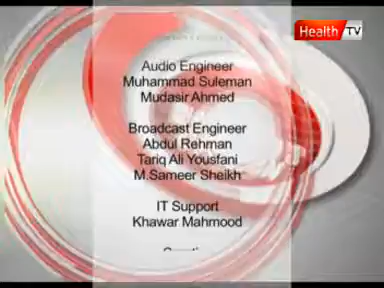 Health TV
Audio Engineer
Muhammad Suleman
Mudasir Ahmed
Broadcast Engineer
Abdul Rehman
Tariq Ali Yousfani
M.Sameer Sheikh
IT Support
Khawar Mahmood